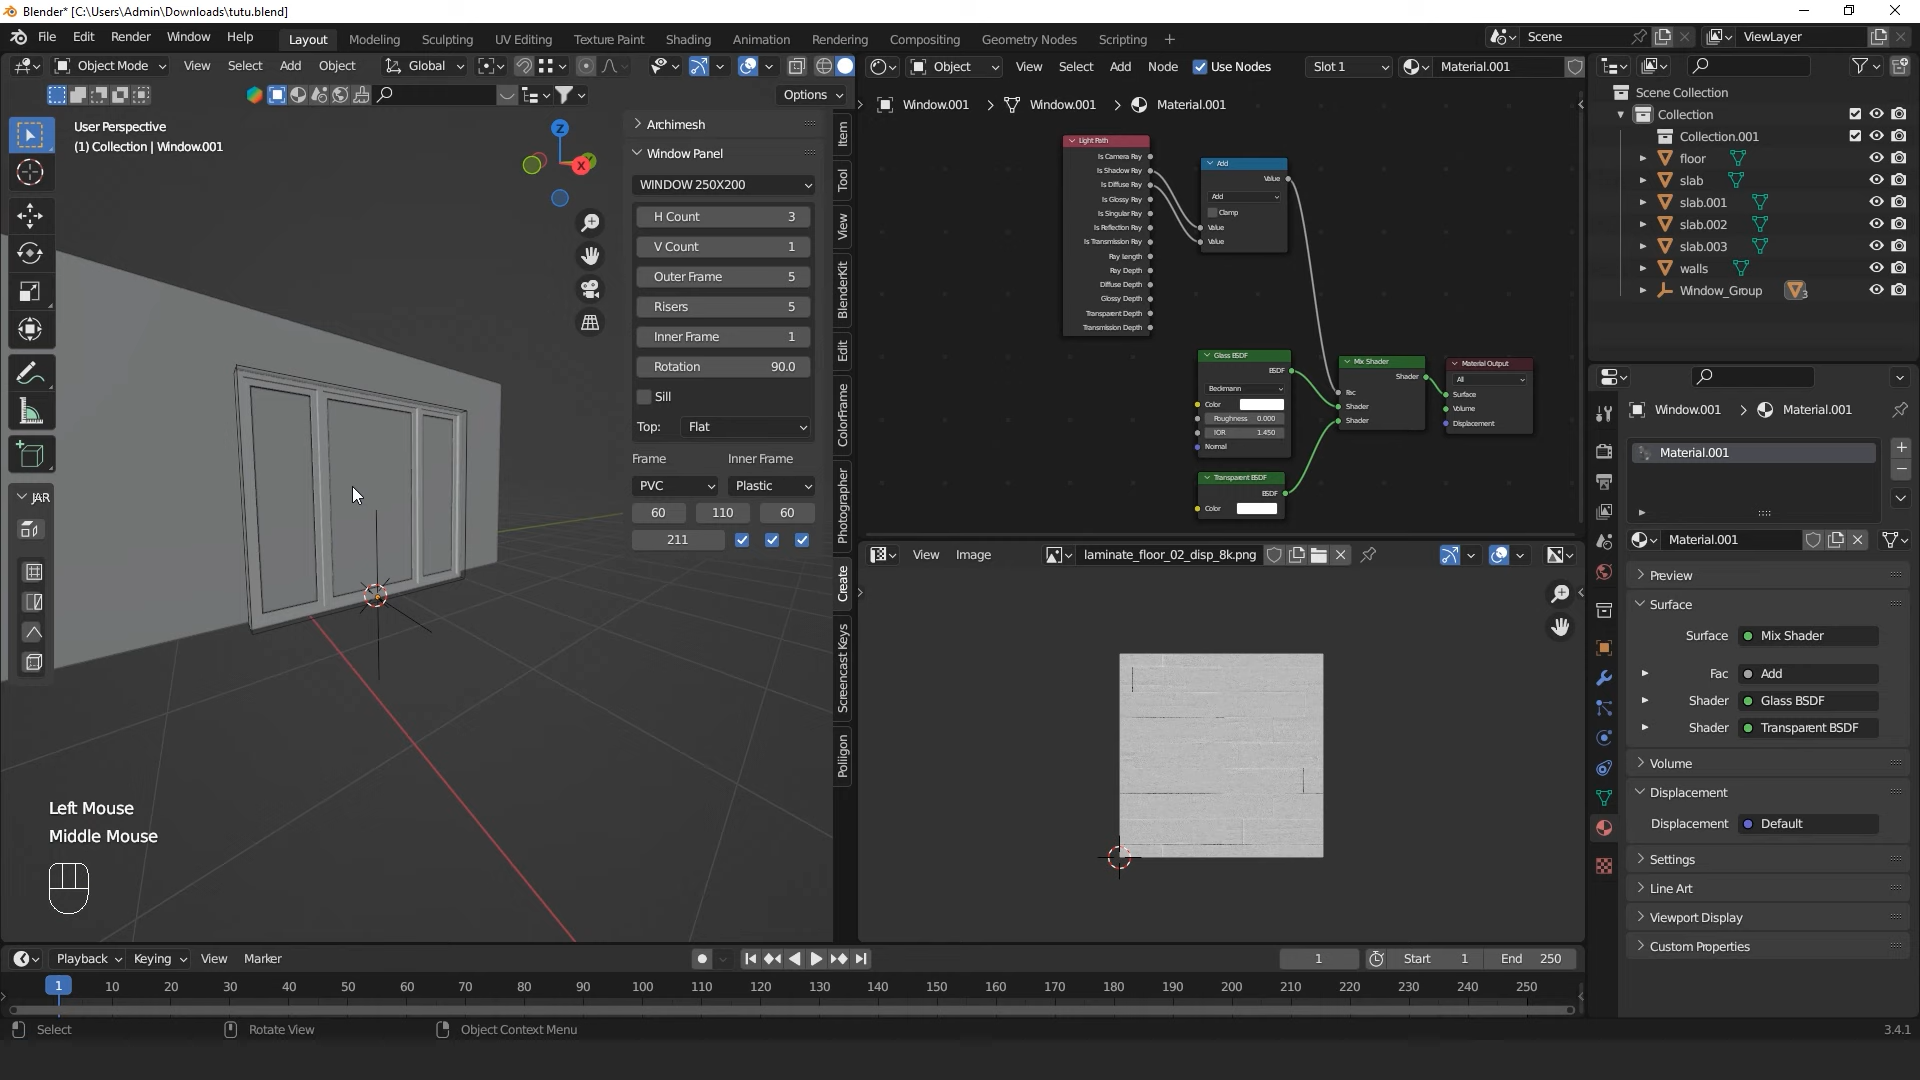 Blender* [C:\Users\Admin\Downloads\tutu.blend]
File Edit Render Window Help Layout Modeling Sculpting UV Editing Texture Paint Shading Animation Rendering Compositing Geometry Nodes Scripting + Scene ViewLayer
Object Mode View Select Add Object Global
Options
User Perspective
(1) Collection | Window.001
Z
X
JAR
Left Mouse
Middle Mouse
Archimesh
Window Panel
WINDOW 250X200
H Count 3
V Count 1
Outer Frame 5
Risers 5
Inner Frame 1
Rotation 90.0
Sill
Top: Flat
Frame Inner Frame
PVC Plastic
60 110 60
211
Item
Tool
View
BlenderKit
Edit
ColorFrame
Photographer
Create
Screencast Keys
Poliigon
Object View Select Add Node Use Nodes Slot 1 Material.001
Window.001 > Window.001 > Material.001
Light Path
Is Camera Ray
Is Shadow Ray
Is Diffuse Ray
Is Glossy Ray
Is Singular Ray
Is Reflection Ray
Is Transmission Ray
Ray Length
Ray Depth
Diffuse Depth
Glossy Depth
Transparent Depth
Transmission Depth
Add
Value
Add
Clamp
Value
Value
Glass BSDF
BSDF
Beckmann
Color
Roughness 0.000
IOR 1.450
Normal
Transparent BSDF
BSDF
Color
Mix Shader
Shader
Fac
Shader
Shader
Material Output
All
Surface
Volume
Displacement
View Image laminate_floor_02_disp_8k.png
Scene Collection
Collection
Collection.001
floor
slab
slab.001
slab.002
slab.003
walls
Window_Group 3
Window.001 > Material.001
Material.001
Material.001
Preview
Surface
Surface Mix Shader
Fac Add
Shader Glass BSDF
Shader Transparent BSDF
Volume
Displacement
Displacement Default
Settings
Line Art
Viewport Display
Custom Properties
Playback Keying View Marker 1 Start 1 End 250
1 10 20 30 40 50 60 70 80 90 100 110 120 130 140 150 160 170 180 190 200 210 220 230 240 250
Select Rotate View Object Context Menu 3.4.1